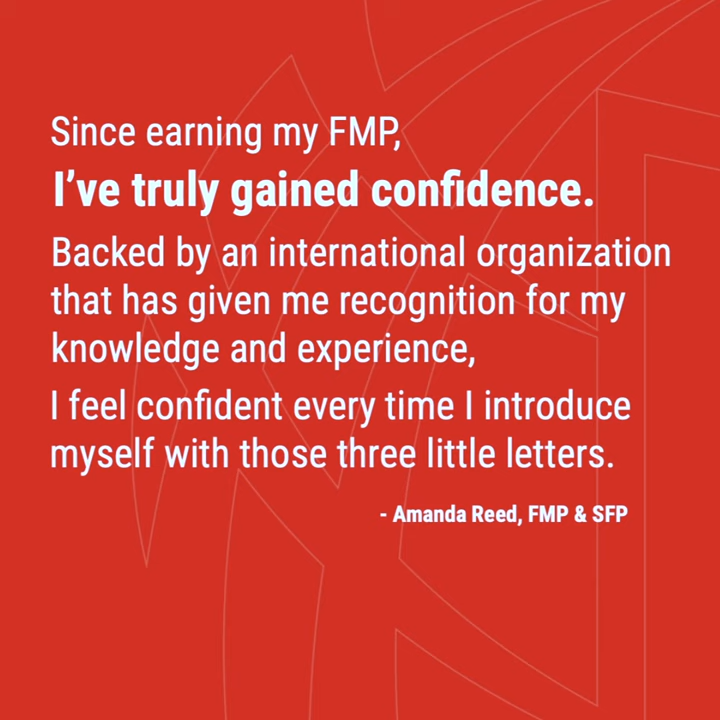 Since earning my FMP,
I’ve truly gained confidence.
Backed by an international organization
that has given me recognition for my
knowledge and experience,
I feel confident every time I introduce
myself with those three little letters.
- Amanda Reed, FMP & SFP